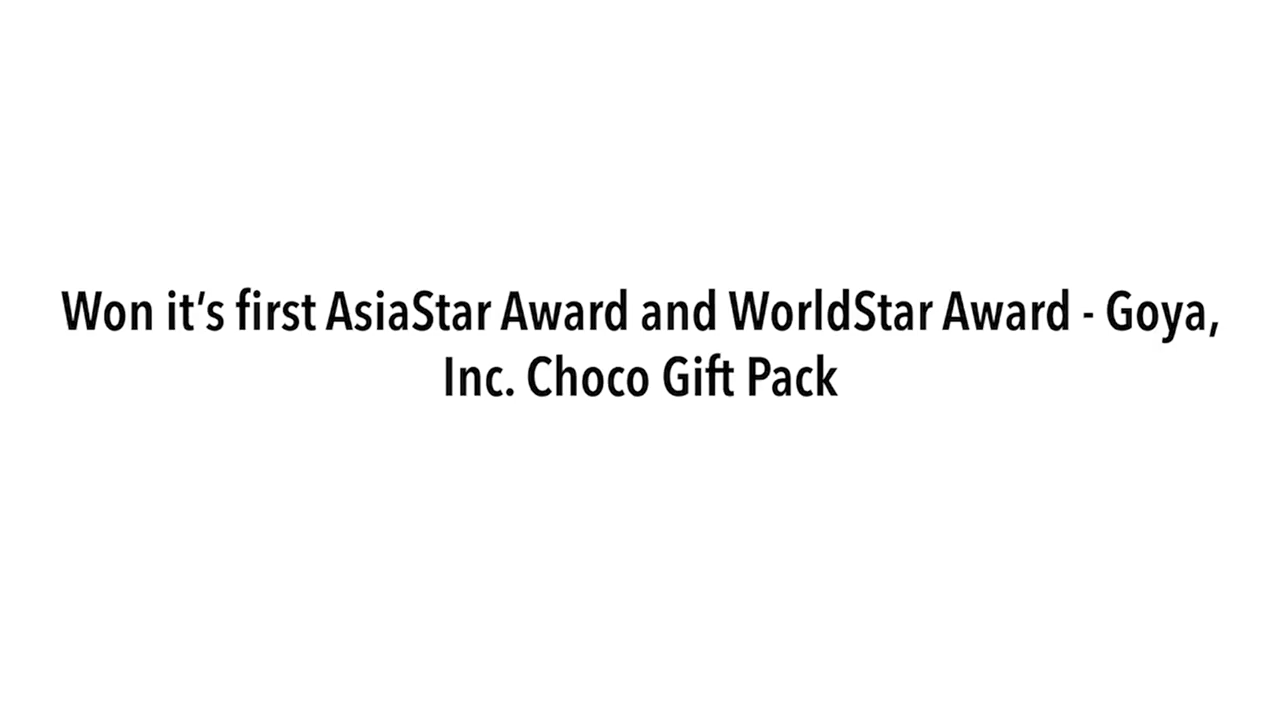 Won it’s first AsiaStar Award and WorldStar Award - Goya,
Inc. Choco Gift Pack